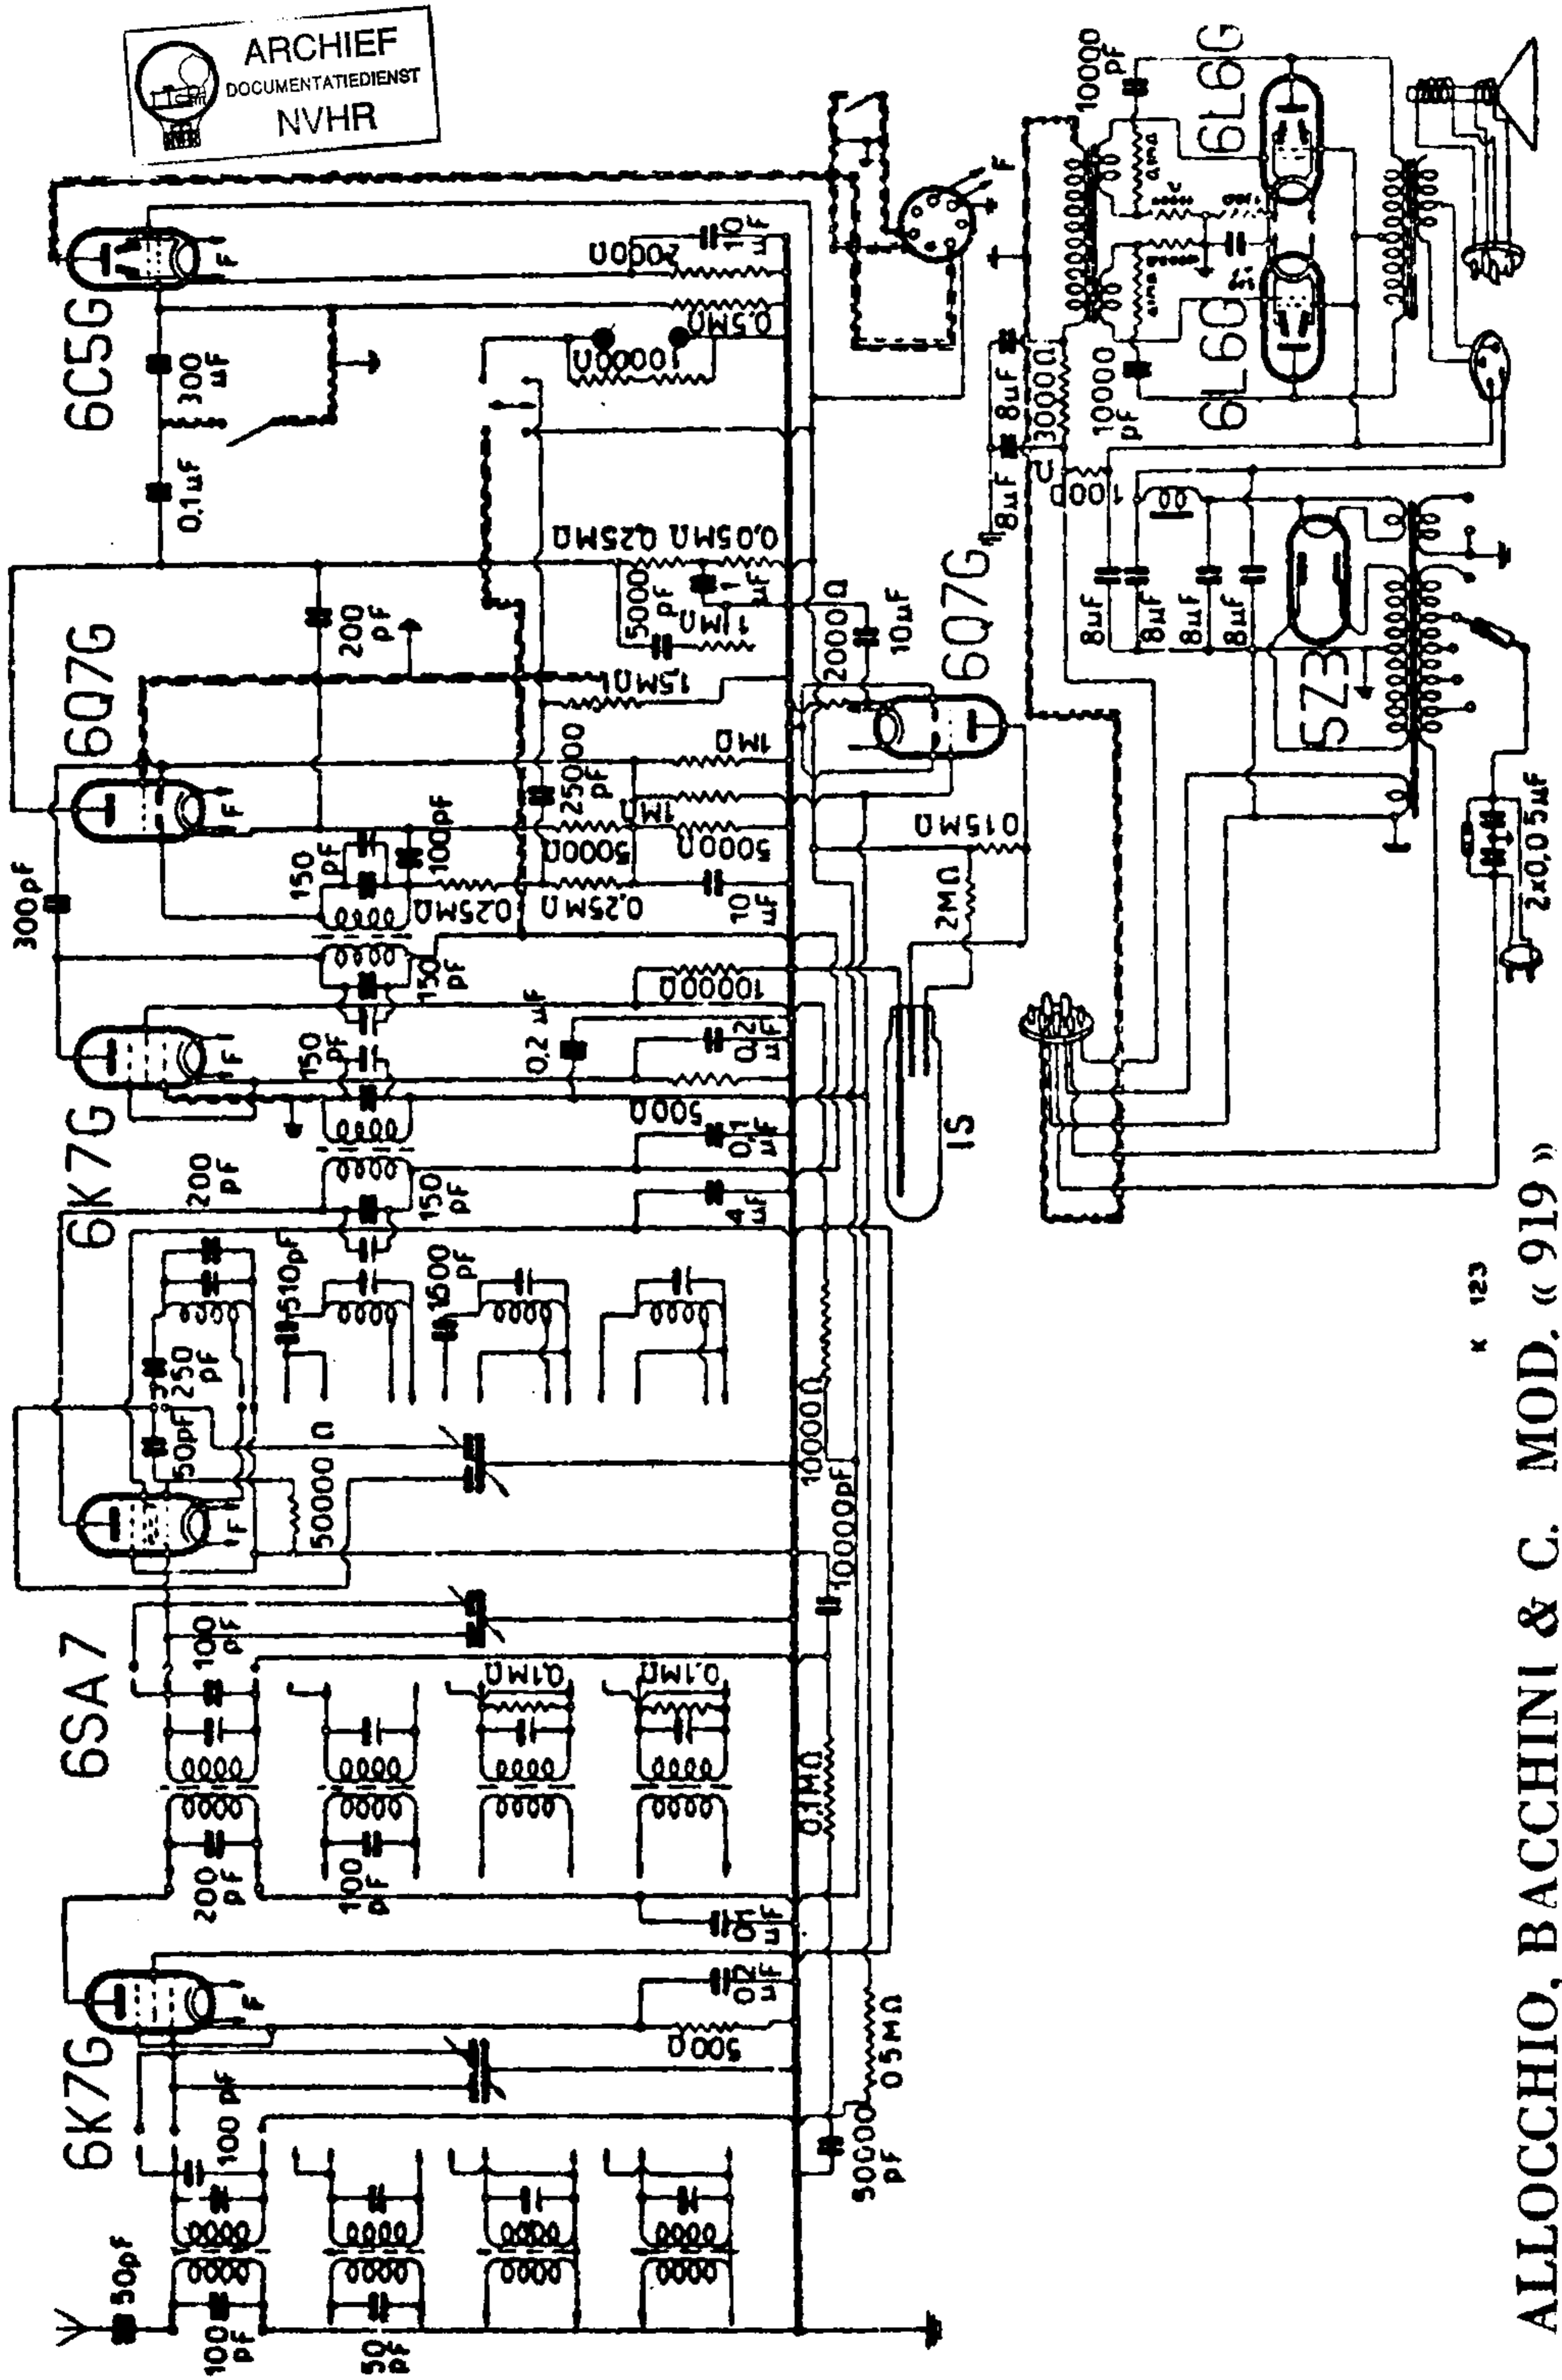 ARCHIEF
DOCUMENTATIEDIENST
NVHR
6K7G
6SA7
6K7G
6Q7G
6C5G
50pF
100
pF
50
pF
100 pF
200
pF
100
pF
100
pF
50pF
250
pF
200
pF
510pF
1600
pF
50000 Ω
150
pF
150
pF
150
pF
150
pF
300pF
100pF
200
pF
0,1µF
300
µF
F
F
F
F
F
500Ω
0,2
µF
0,1
µF
0,1MΩ
0,1MΩ
4
µF
0,1
µF
500Ω
0,2
µF
0,2 µF
10000Ω
0,25MΩ
0,25MΩ
10
µF
5000Ω
5000Ω
25000
pF
1MΩ
1MΩ
1,5MΩ
5000
pF
1MΩ
1
µF
0,25MΩ
0,05MΩ
10000Ω
0,5MΩ
2000Ω
10
µF
50000
pF
0,5MΩ
0,1MΩ
10000pF
10000Ω
IS
2MΩ
0,15MΩ
2000Ω
10µF
6Q7G
F
8µF
8µF
3000Ω
100Ω
10000
pF
10000
pF
6L6G
6L6G
8µF
8µF
8µF
8µF
5Z3
2x0,05µF
K 123
ALLOCCHIO, BACCHINI & C. MOD. « 919 »